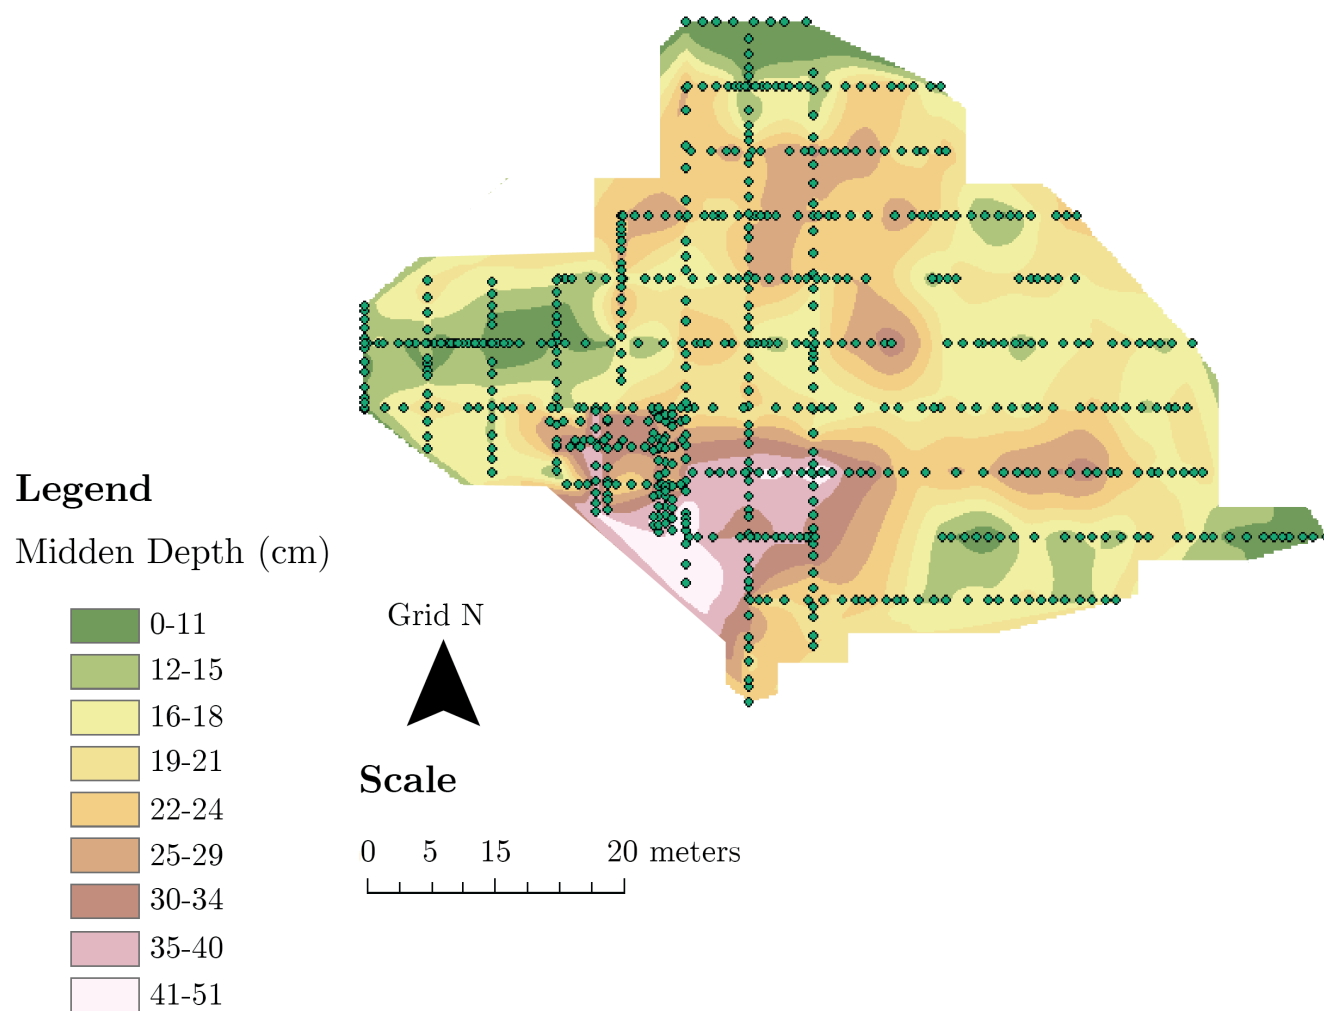 Legend
Midden Depth (cm)
0-11
12-15
16-18
19-21
22-24
25-29
30-34
35-40
41-51
Grid N
Scale
0 5 15 20 meters